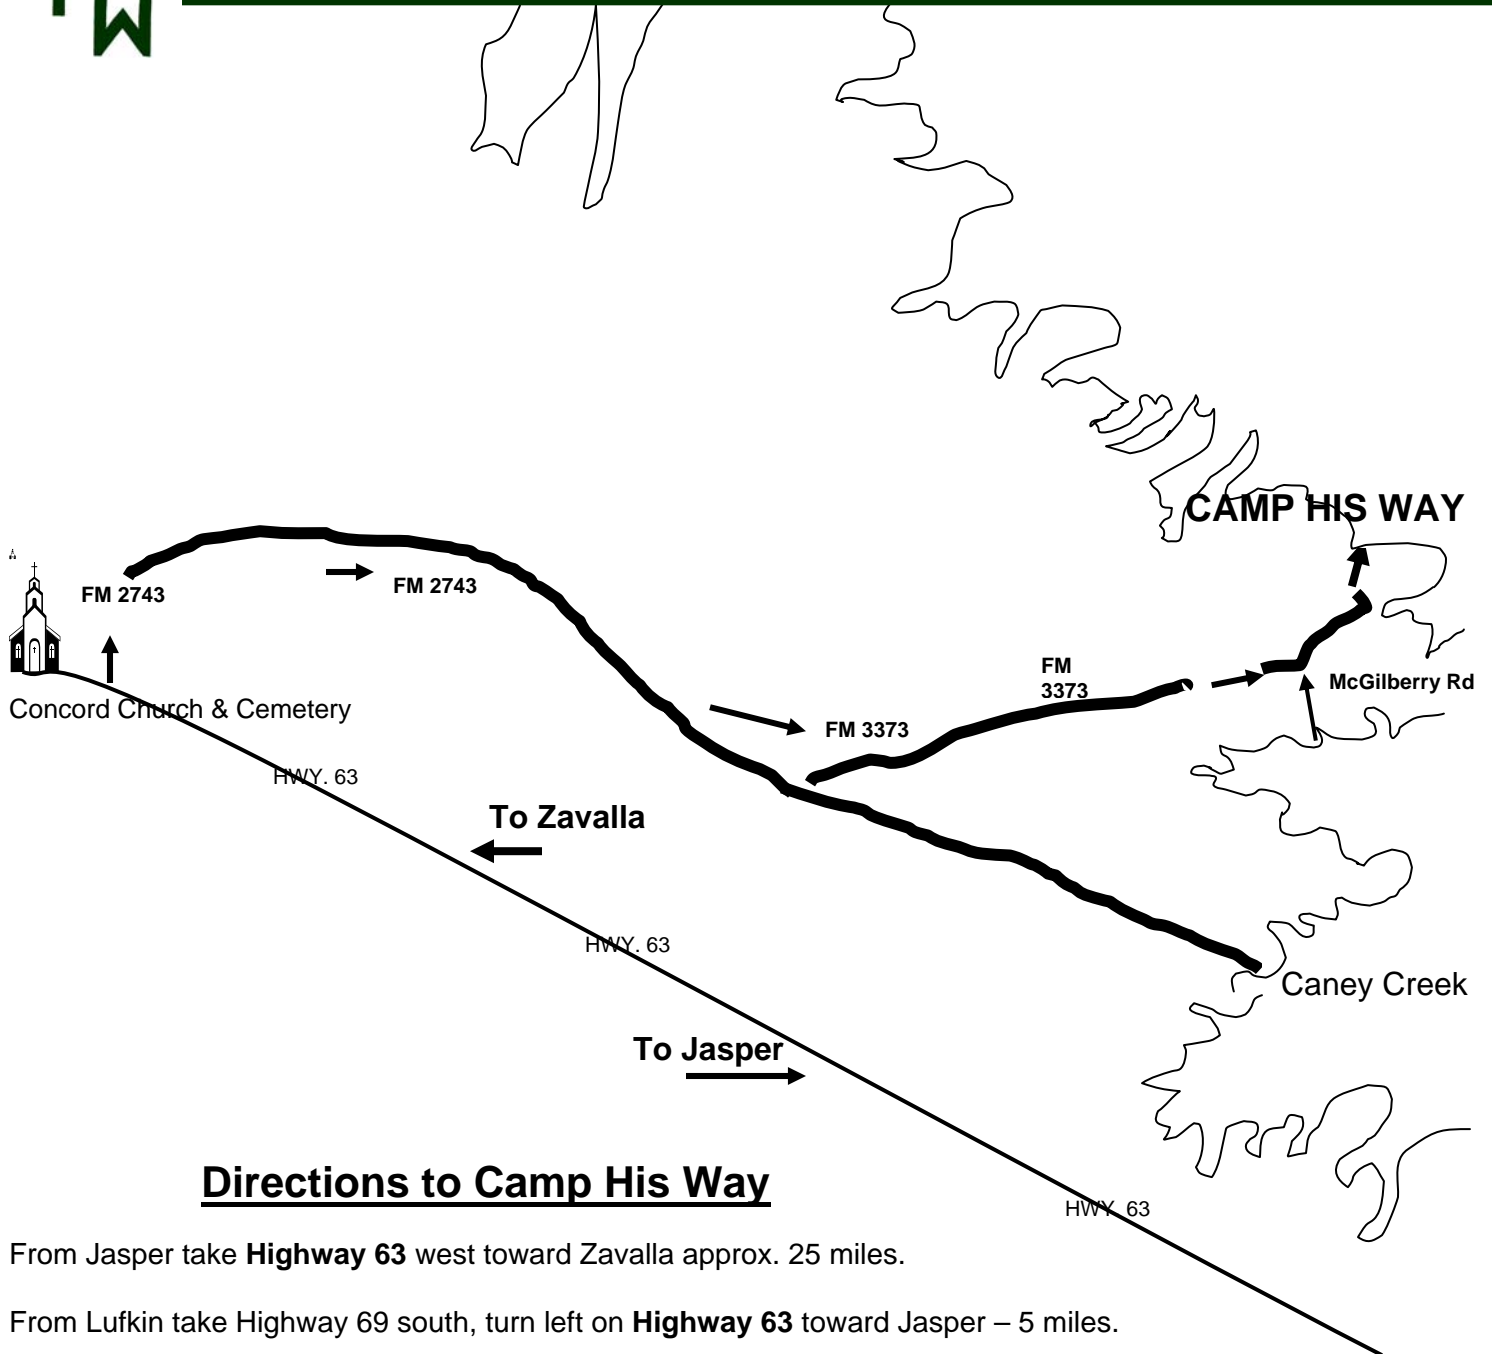 CAMP HIS WAY
FM 2743
FM 2743
FM
3373
McGilberry Rd
Concord Church & Cemetery
FM 3373
HWY. 63
To Zavalla
HWY. 63
Caney Creek
To Jasper
Directions to Camp His Way
HWY. 63
From Jasper take Highway 63 west toward Zavalla approx. 25 miles.
From Lufkin take Highway 69 south, turn left on Highway 63 toward Jasper – 5 miles.